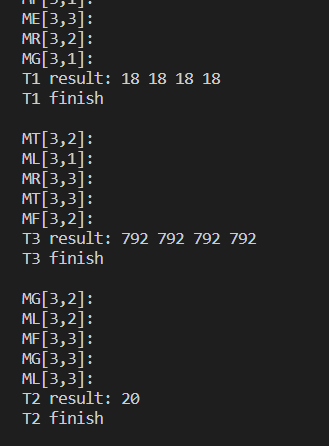 ME[3,3]:
MR[3,2]:
MG[3,1]:
T1 result: 18 18 18 18
T1 finish
MT[3,2]:
ML[3,1]:
MR[3,3]:
MT[3,3]:
MF[3,2]:
T3 result: 792 792 792 792
T3 finish
MG[3,2]:
ML[3,2]:
MF[3,3]:
MG[3,3]:
ML[3,3]:
T2 result: 20
T2 finish